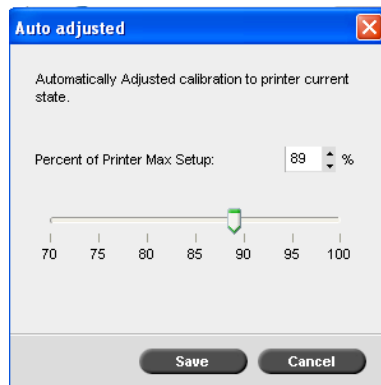 Auto adjusted
Automatically Adjusted calibration to printer current
state.
Percent of Printer Max Setup: 89 %
70 75 80 85 90 95 100
Save Cancel